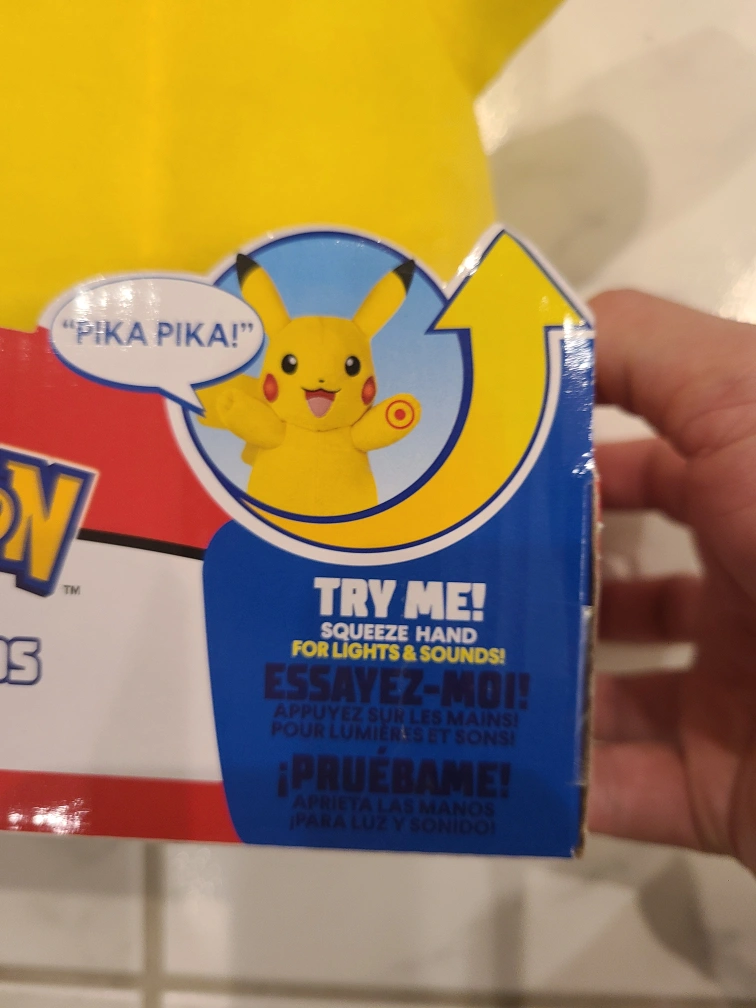 “PIKA PIKA!”
TM
TRY ME!
SQUEEZE HAND
FOR LIGHTS & SOUNDS!
ESSAYEZ-MOI!
APPUYEZ SUR LES MAINS!
POUR LUMIÈRES ET SONS!
¡PRUÉBAME!
APRIETA LAS MANOS
¡PARA LUZ Y SONIDO!